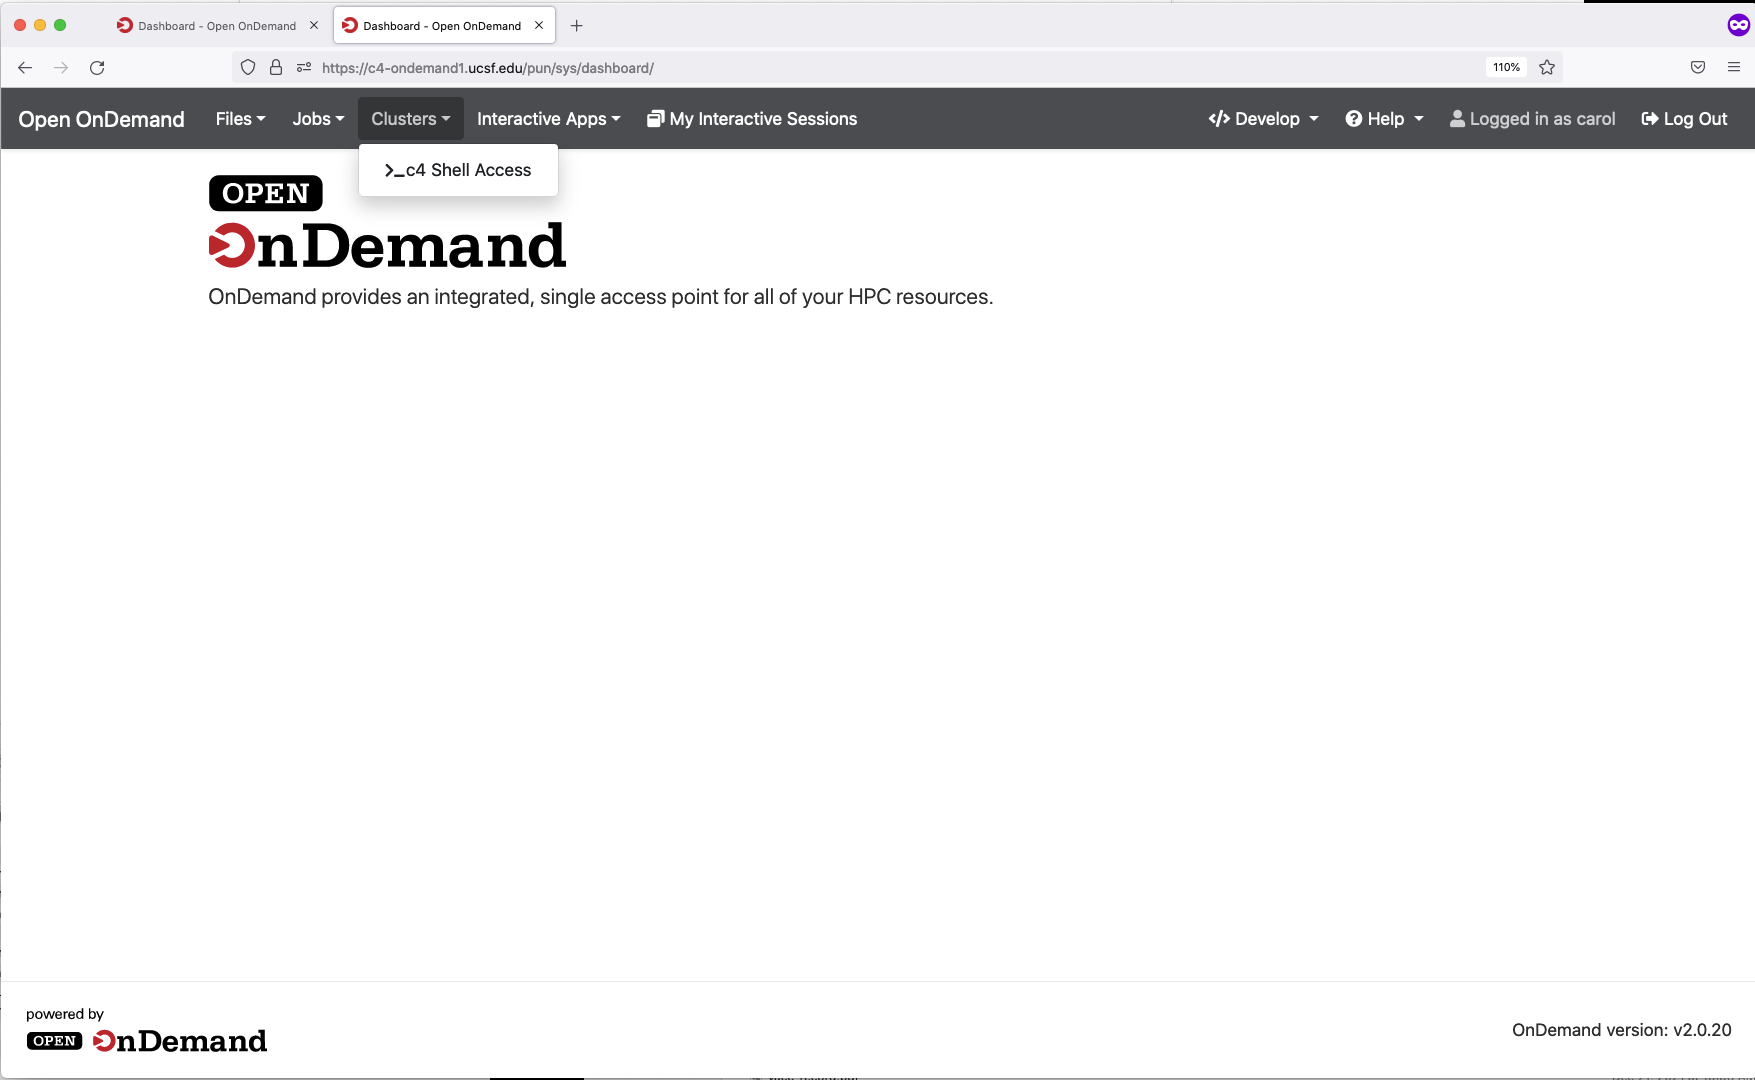 Dashboard - Open OnDemand
Dashboard - Open OnDemand
https://c4-ondemand1.ucsf.edu/pun/sys/dashboard/
110%
Open OnDemand
Files
Jobs
Clusters
Interactive Apps
My Interactive Sessions
</> Develop
Help
Logged in as carol
Log Out
>_c4 Shell Access
OPEN
OnDemand
OnDemand provides an integrated, single access point for all of your HPC resources.
powered by
OPEN OnDemand
OnDemand version: v2.0.20